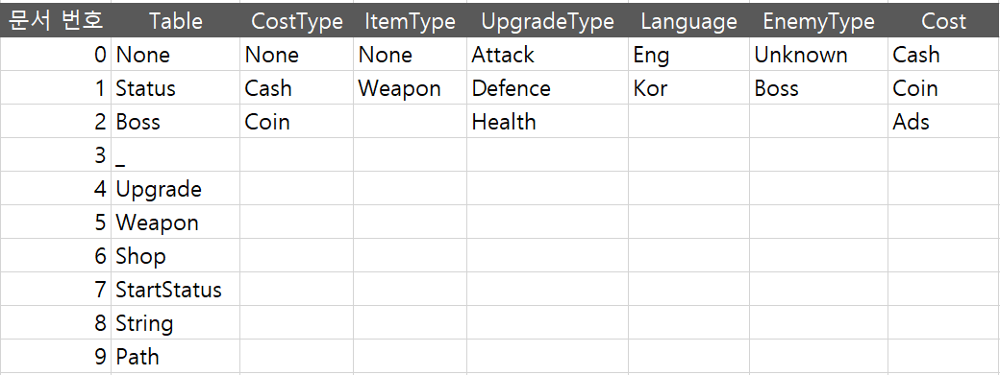 문서 번호 Table CostType ItemType UpgradeType Language EnemyType Cost
0 None None None Attack Eng Unknown Cash
1 Status Cash Weapon Defence Kor Boss Coin
2 Boss Coin Health Ads
3 _
4 Upgrade
5 Weapon
6 Shop
7 StartStatus
8 String
9 Path